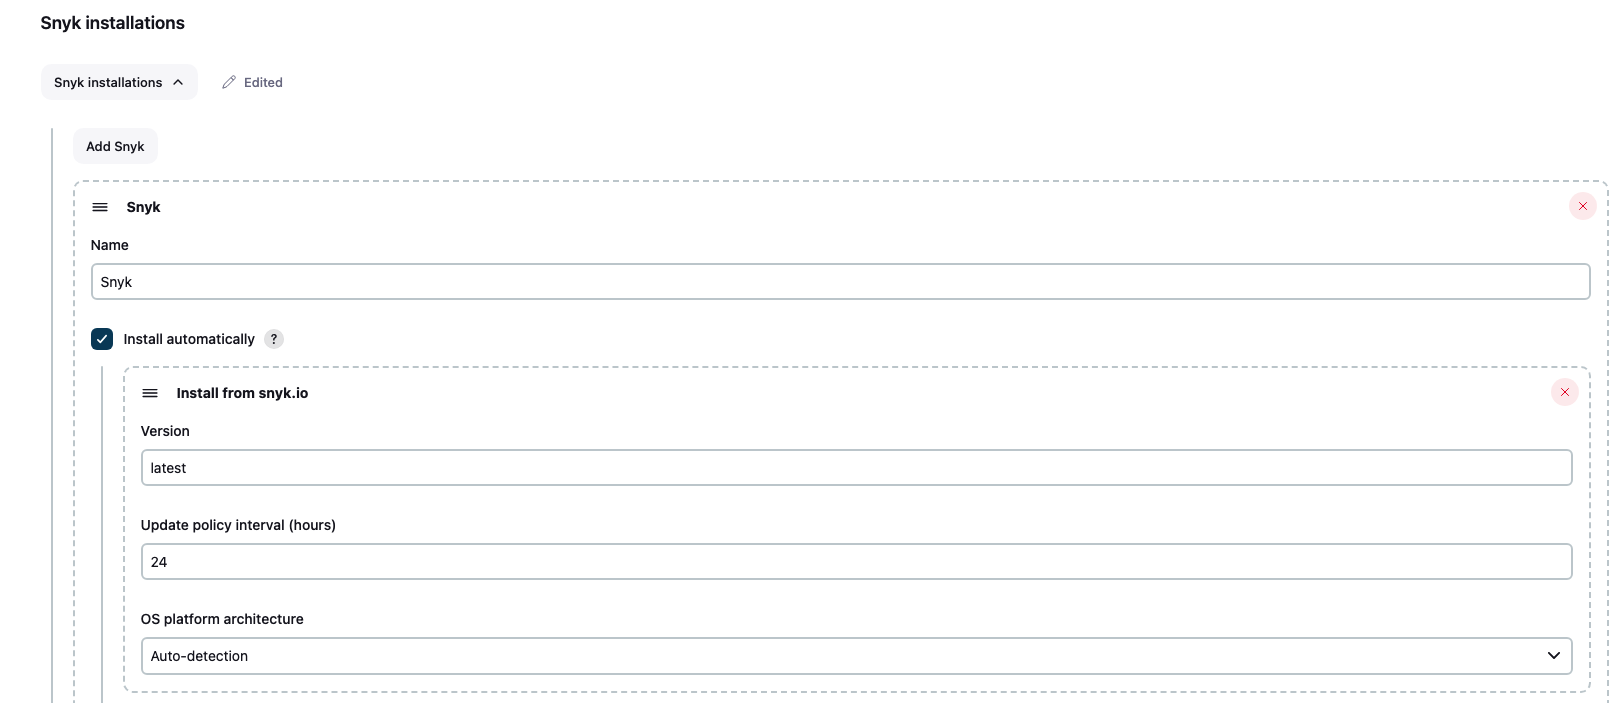 Snyk installations
Snyk installations Edited
Add Snyk
Snyk
Name
Snyk
Install automatically ?
Install from snyk.io
Version
latest
Update policy interval (hours)
24
OS platform architecture
Auto-detection